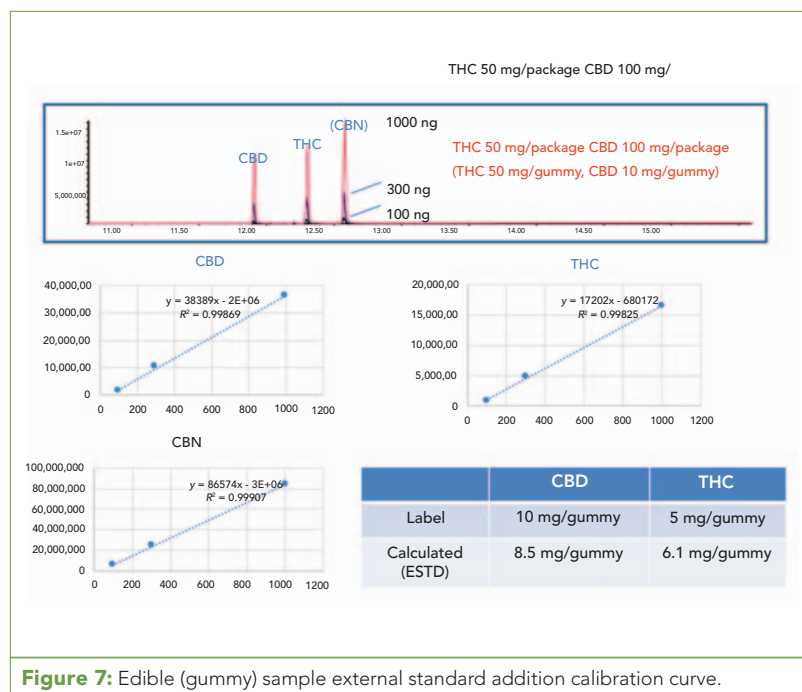 THC 50 mg/package CBD 100 mg/
1.5e+07
1e+07
5,000,000
CBD
THC
(CBN)
1000 ng
300 ng
100 ng
THC 50 mg/package CBD 100 mg/package
(THC 50 mg/gummy, CBD 10 mg/gummy)
11.00 11.50 12.00 12.50 13.00 13.50 14.00 14.50 15.00
CBD
40,000,00
30,000,00
20,000,00
10,000,00
0
y = 38389x - 2E+06
R² = 0.99869
0 200 400 600 800 1000 1200
THC
20,000,00
15,000,00
10,000,00
5,000,00
0
y = 17202x - 680172
R² = 0.99825
0 200 400 600 800 1000 1200
CBN
100,000,000
80,000,000
60,000,000
40,000,000
20,000,000
0
y = 86574x - 3E+06
R² = 0.99907
0 200 400 600 800 1000 1200
CBD THC
Label 10 mg/gummy 5 mg/gummy
Calculated (ESTD) 8.5 mg/gummy 6.1 mg/gummy
Figure 7: Edible (gummy) sample external standard addition calibration curve.